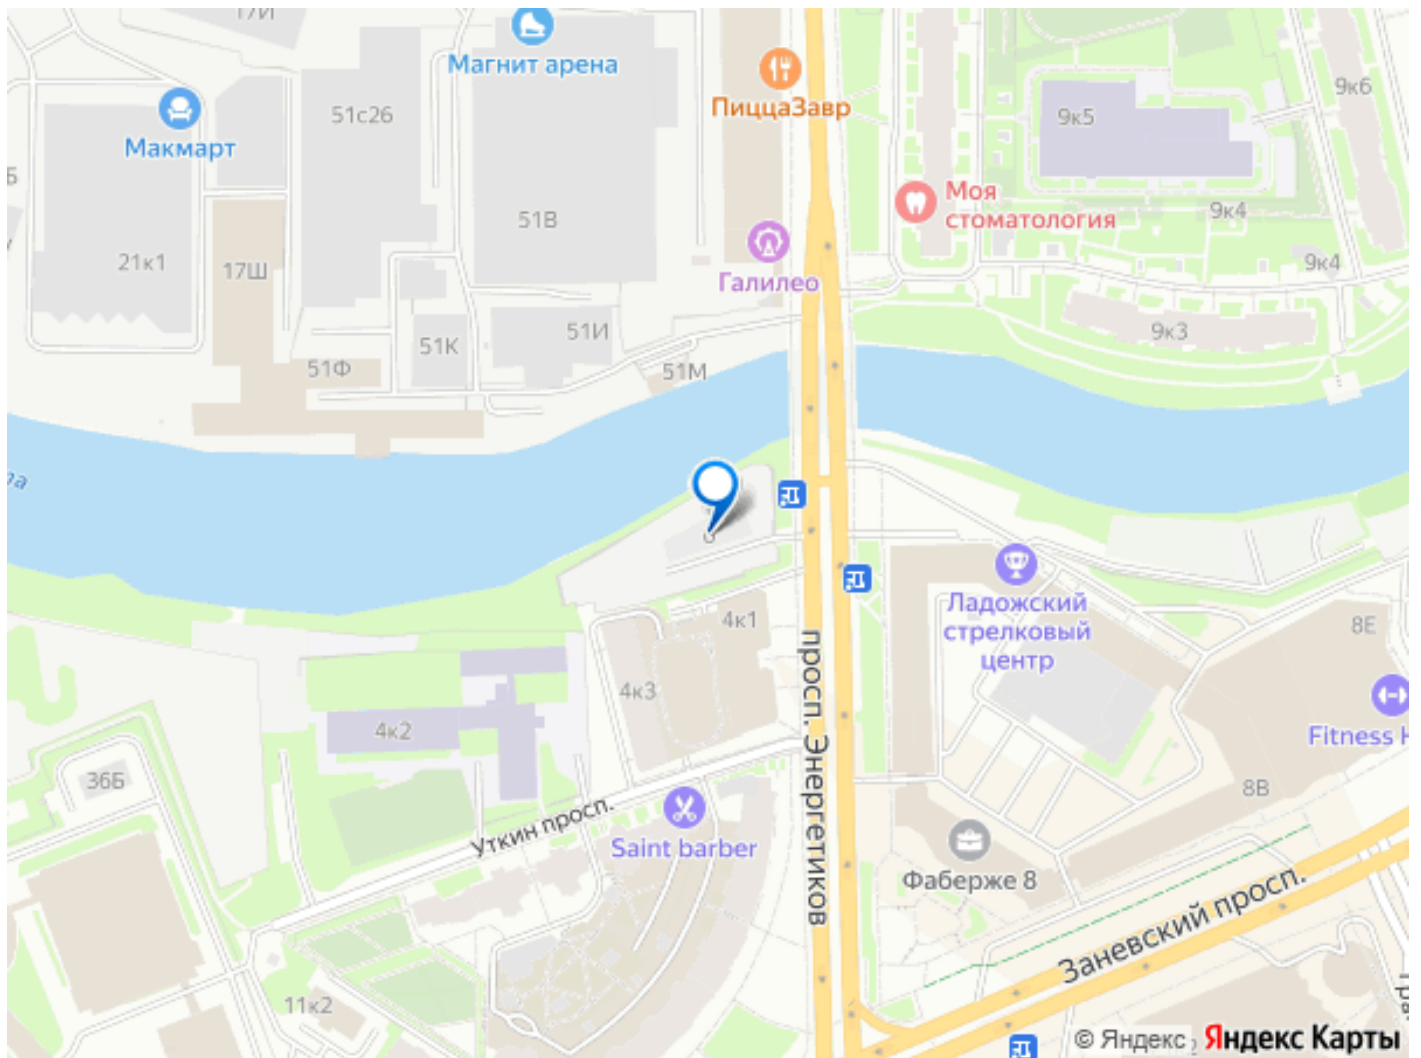 17И
Магнит арена
ПиццаЗавр
9к6
51с26
9к5
Макмарт
Моя
стоматология
9к4
51В
21к1
17Ш
Галилео
9к4
51И
9к3
51К
51Ф
51М
Ладожский
стрелковый
центр
4к1
8Е
4к3
4к2
просп. Энергетиков
Fitness H
36Б
8В
Уткин просп.
Saint barber
Фаберже 8
Заневский просп.
11к2
© Яндекс
Яндекс Карты